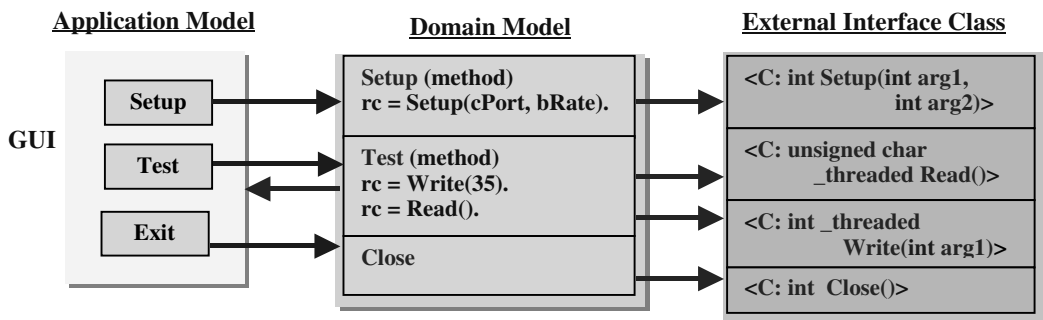 Application Model
Domain Model
External Interface Class
GUI
Setup
Test
Exit
Setup (method)
rc = Setup(cPort, bRate).
Test (method)
rc = Write(35).
rc = Read().
Close
<C: int Setup(int arg1,
int arg2)>
<C: unsigned char
_threaded Read()>
<C: int _threaded
Write(int arg1)>
<C: int Close()>